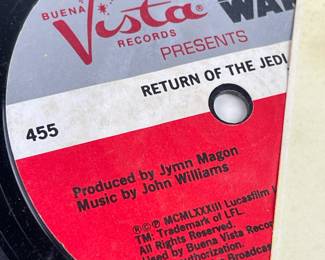 BUENA Vista WAR
RECORDS
PRESENTS
RETURN OF THE JEDI
455
Produced by Jymn Magon
Music by John Williams
®©℗ MCMLXXXIII Lucasfilm L
TM: Trademark of LFL.
All Rights Reserved.
Used by Buena Vista Record
Authorization.
Broadcas